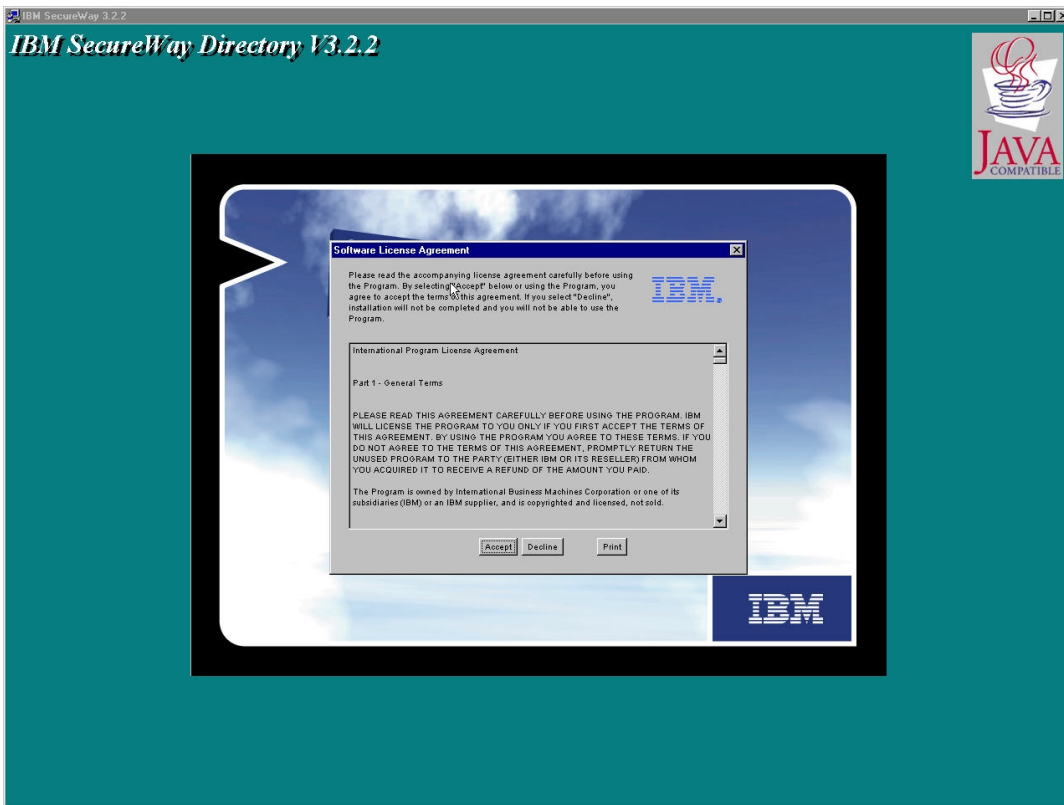 IBM SecureWay 3.2.2
IBM SecureWay Directory V3.2.2
JAVA
COMPATIBLE
Software License Agreement
Please read the accompanying license agreement carefully before using
the Program. By selecting "Accept" below or using the Program, you
agree to accept the terms of this agreement. If you select "Decline",
installation will not be completed and you will not be able to use the
Program.
IBM.
International Program License Agreement
Part 1 - General Terms
PLEASE READ THIS AGREEMENT CAREFULLY BEFORE USING THE PROGRAM. IBM
WILL LICENSE THE PROGRAM TO YOU ONLY IF YOU FIRST ACCEPT THE TERMS OF
THIS AGREEMENT. BY USING THE PROGRAM YOU AGREE TO THESE TERMS. IF YOU
DO NOT AGREE TO THE TERMS OF THIS AGREEMENT, PROMPTLY RETURN THE
UNUSED PROGRAM TO THE PARTY (EITHER IBM OR ITS RESELLER) FROM WHOM
YOU ACQUIRED IT TO RECEIVE A REFUND OF THE AMOUNT YOU PAID.
The Program is owned by International Business Machines Corporation or one of its
subsidiaries (IBM) or an IBM supplier, and is copyrighted and licensed, not sold.
Accept Decline Print
IBM